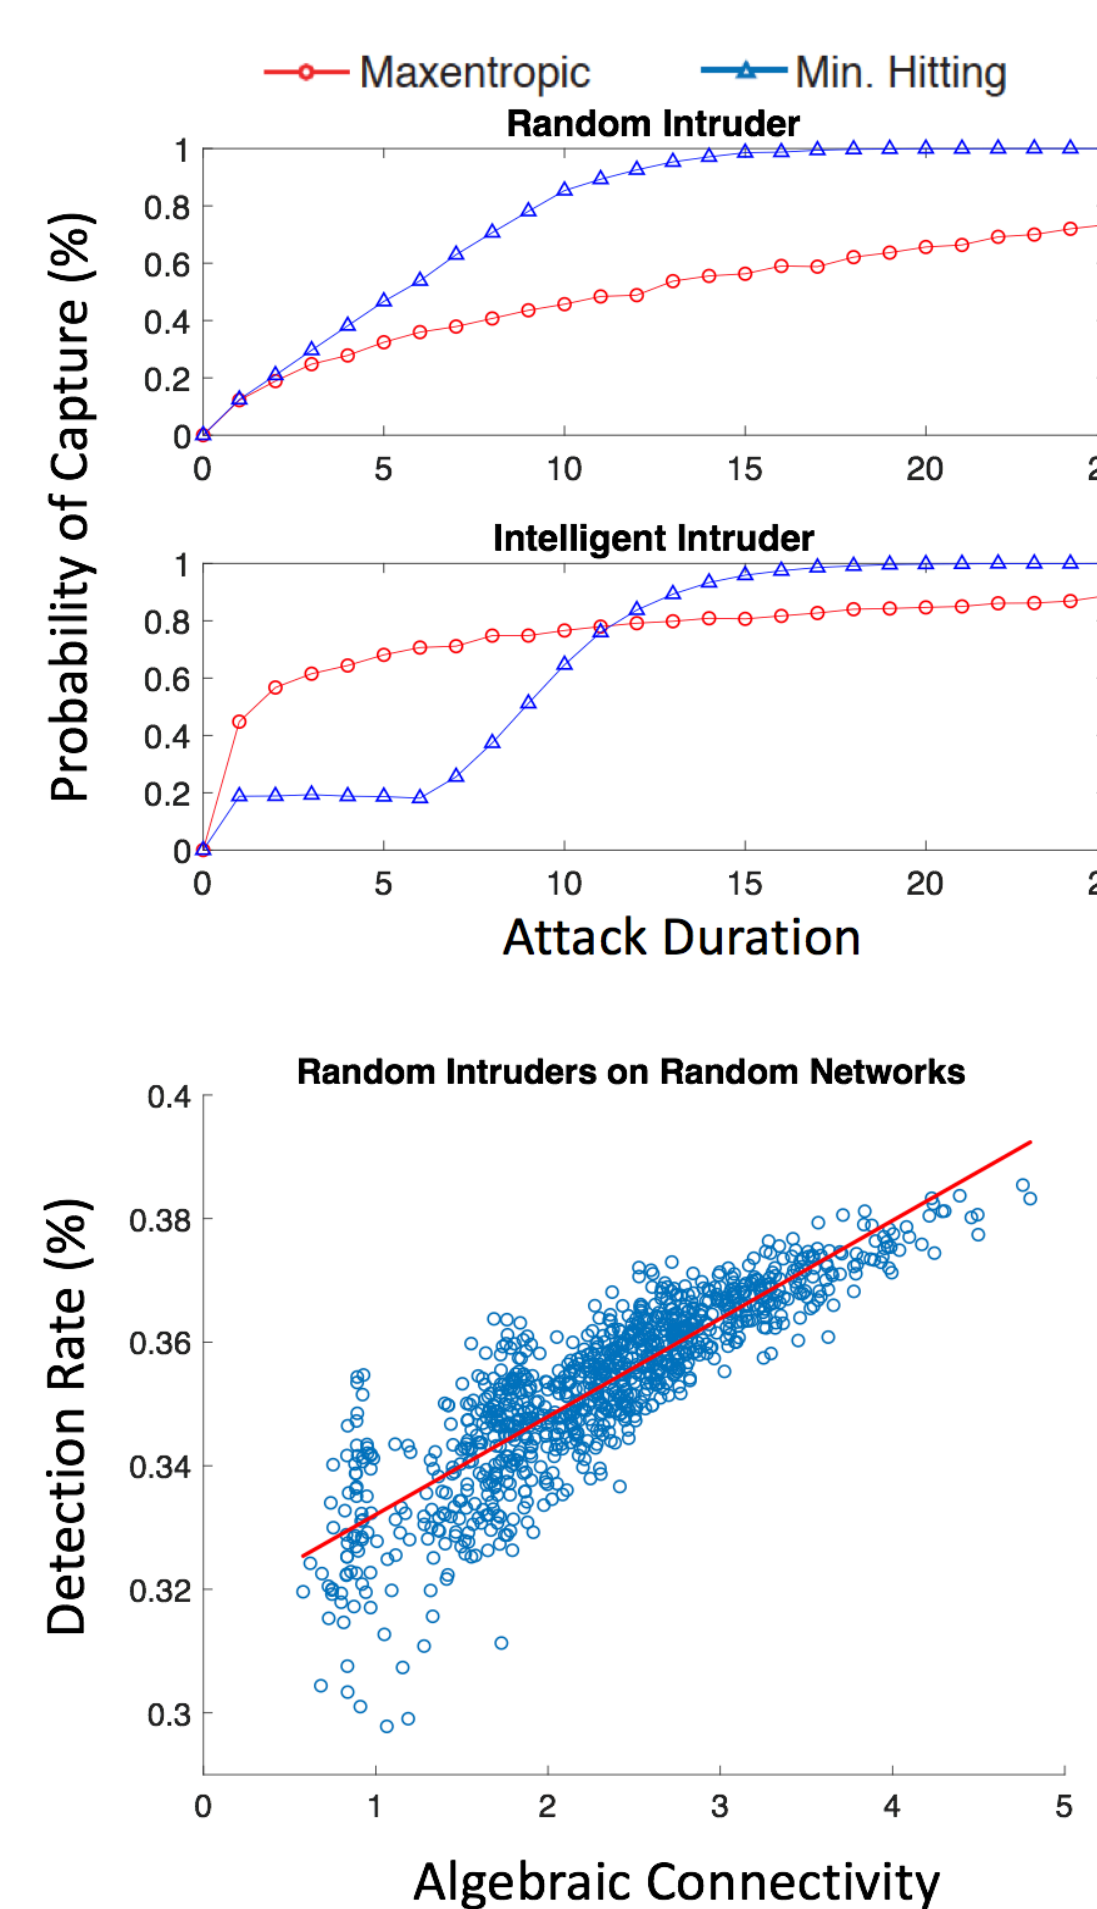 Maxentropic Min. Hitting
Random Intruder
Probability of Capture (%)
1
0.8
0.6
0.4
0.2
0
0 5 10 15 20 2
Intelligent Intruder
1
0.8
0.6
0.4
0.2
0
0 5 10 15 20 2
Attack Duration
Random Intruders on Random Networks
Detection Rate (%)
0.4
0.38
0.36
0.34
0.32
0.3
0 1 2 3 4 5
Algebraic Connectivity